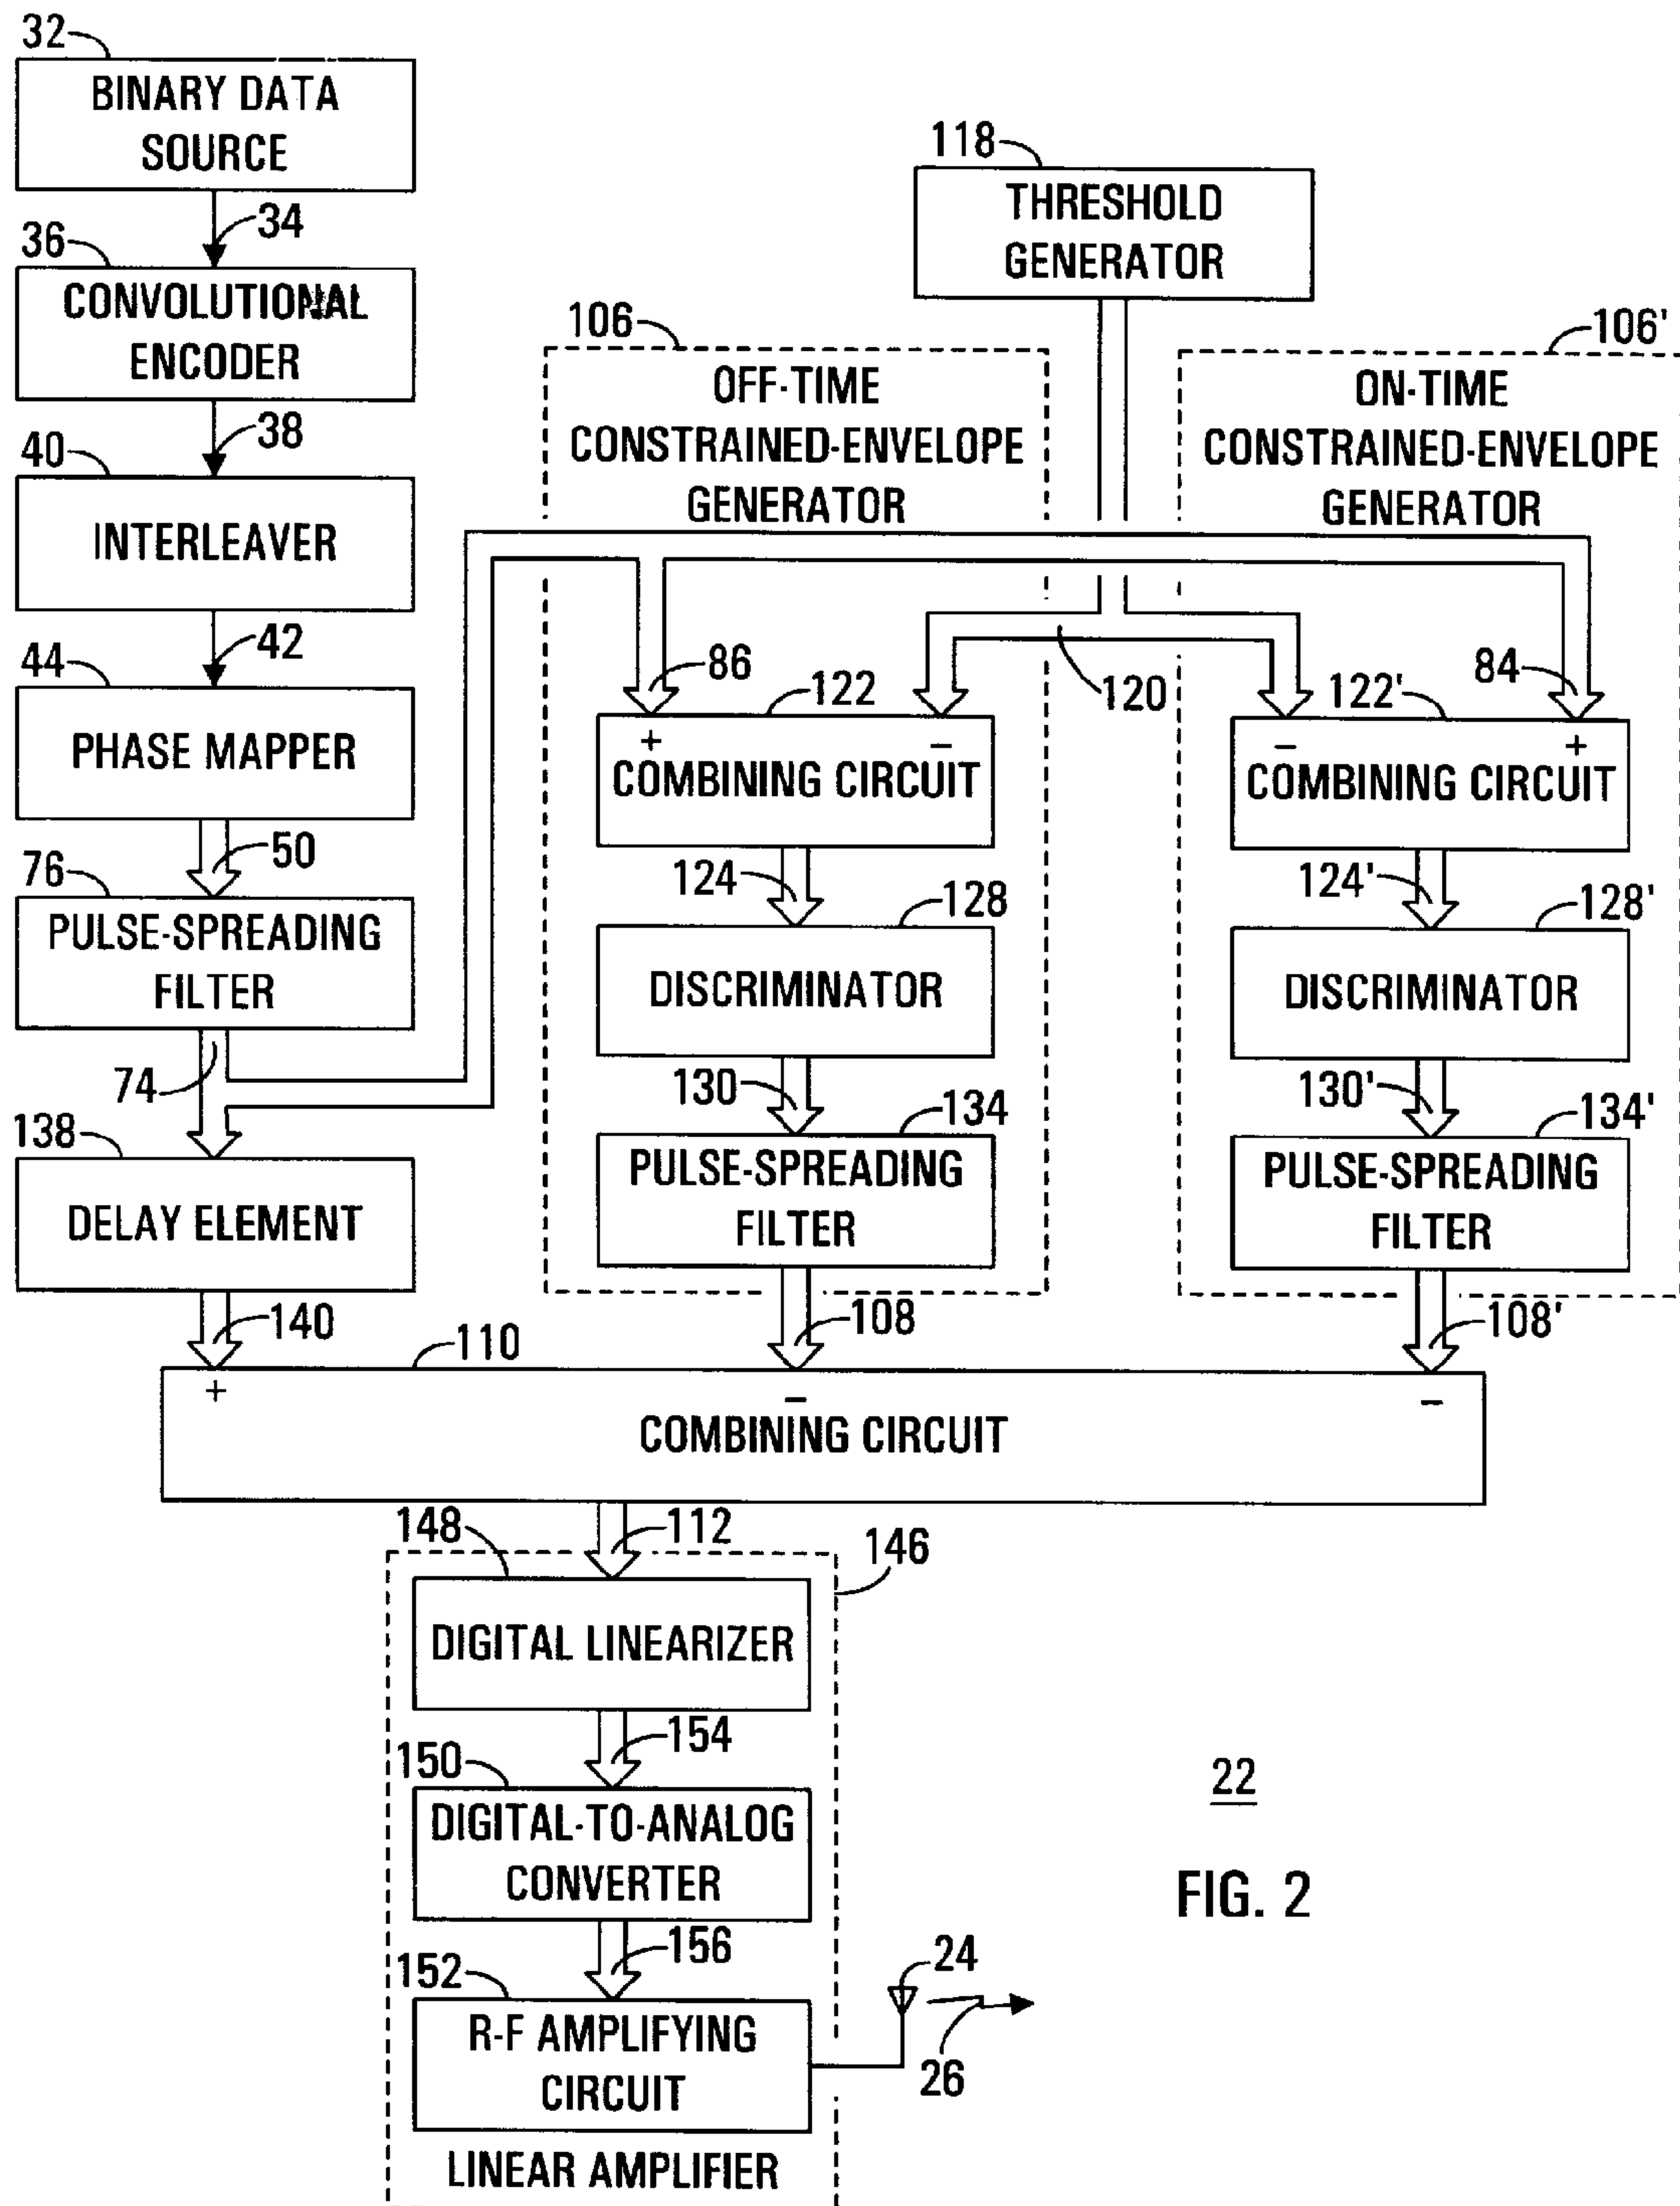 32
BINARY DATA
SOURCE
34
36
CONVOLUTIONAL
ENCODER
38
40
INTERLEAVER
42
44
PHASE MAPPER
50
76
PULSE-SPREADING
FILTER
74
138
DELAY ELEMENT
140
118
THRESHOLD
GENERATOR
106
OFF-TIME
CONSTRAINED-ENVELOPE
GENERATOR
86
122
120
+ −
COMBINING CIRCUIT
124
128
DISCRIMINATOR
130
134
PULSE-SPREADING
FILTER
108
106'
ON-TIME
CONSTRAINED-ENVELOPE
GENERATOR
84
122'
− +
COMBINING CIRCUIT
124'
128'
DISCRIMINATOR
130'
134'
PULSE-SPREADING
FILTER
108'
110
+ − −
COMBINING CIRCUIT
112
146
148
DIGITAL LINEARIZER
154
150
DIGITAL-TO-ANALOG
CONVERTER
156
152
R-F AMPLIFYING
CIRCUIT
LINEAR AMPLIFIER
24
26
22
FIG. 2